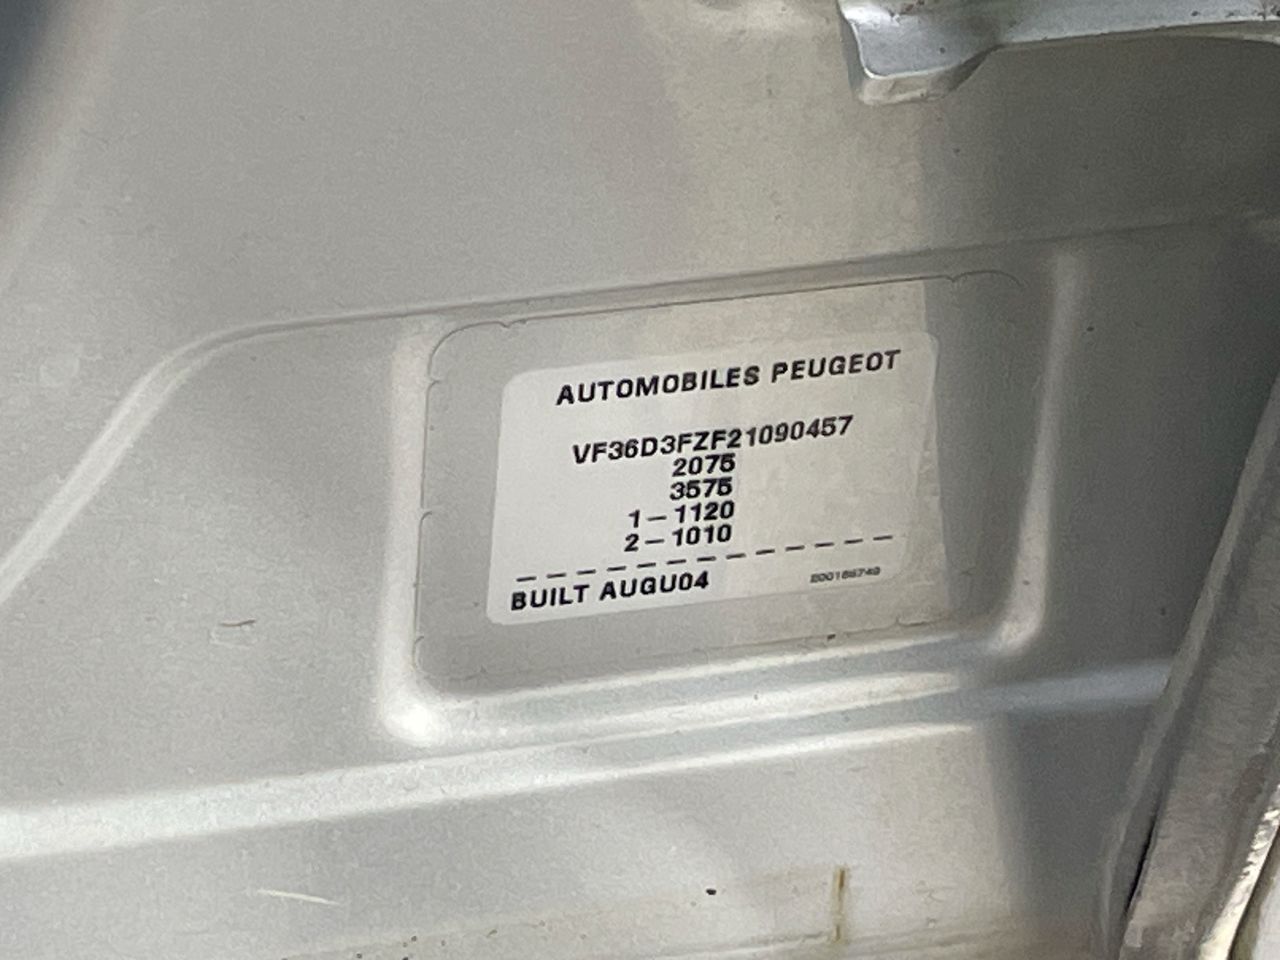 AUTOMOBILES PEUGEOT
VF36D3FZF21090457
2075
3575
1-1120
2-1010
BUILT AUGU04